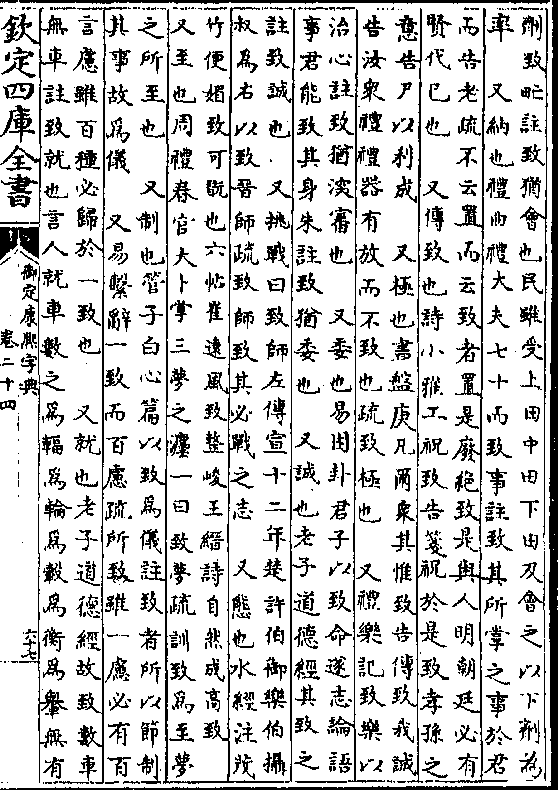 劑致甿註致猶會也民雖受上田中田下田及會之以下劑為
率　又納也禮曲禮大夫七十而致事註致其所掌之事於君
而告老疏不云置而云致者置是廢絶致是與人明朝廷必有
賢代巳也　又傳致也詩小雅工祝致告箋祝於是致孝孫之
意告尸以利成　又極也書盤庚凡爾衆其惟致告傳致我誠
告汝衆禮禮器有放而不致也疏致極也　又禮樂記致樂以
治心註致猶深審也　又委也易困卦君子以致命遂志論語
事君能致其身朱註致猶委也　又誠也老子道德經其致之
註致誠也　又挑戰曰致師左傳宣十二年楚許伯御樂伯攝
叔為右以致晉師疏致師致其必戰之志　又態也水經注茂
竹便媚致可翫也六帖崔遠風致整峻王縉詩自然成高致
又至也周禮春官大卜掌三夢之灋一曰致夢疏訓致為至夢
之所至也　又制也管子白心篇以致為儀註致者所以節制
其事故為儀　又易繫辭一致而百慮疏所致雖一慮必有百
言慮雖百種必歸於一致也　又就也老子道德經故致數車
無車註致就也言人就車數之為輻為輪為轂為衡為轝無有
欽定四庫全書
御定康熙字典
卷二十四
六十七